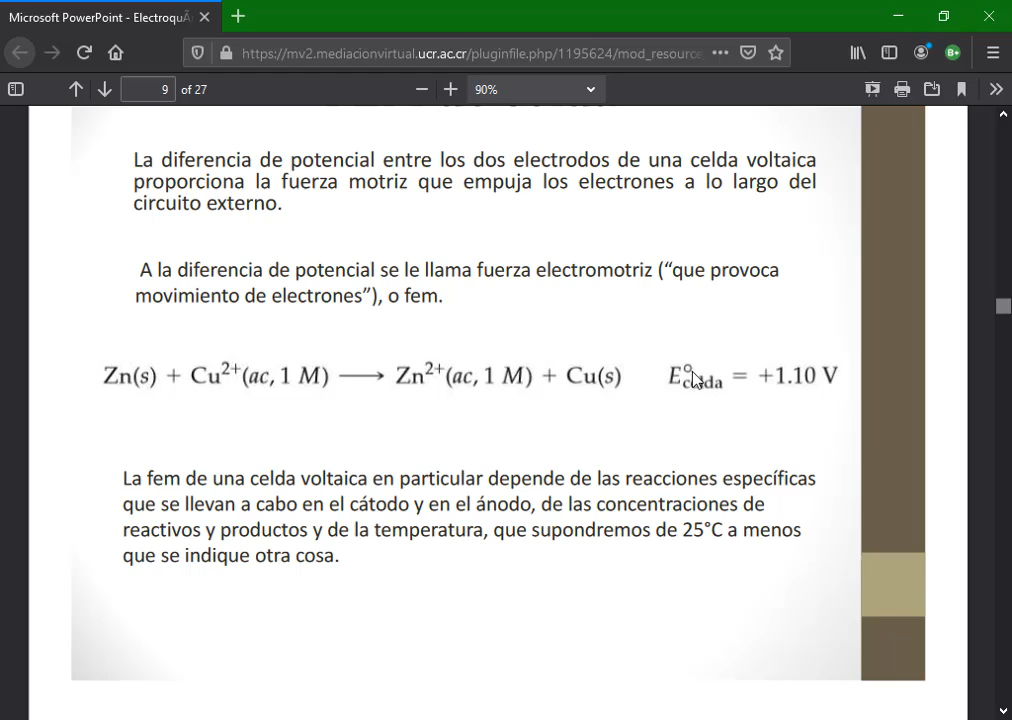 Microsoft PowerPoint - ElectroquÃ
https://mv2.mediacionvirtual.ucr.ac.cr/pluginfile.php/1195624/mod_resource
9 of 27
90%
La diferencia de potencial entre los dos electrodos de una celda voltaica
proporciona la fuerza motriz que empuja los electrones a lo largo del
circuito externo.
A la diferencia de potencial se le llama fuerza electromotriz (“que provoca
movimiento de electrones”), o fem.
Zn(s) + Cu²⁺(ac, 1 M) ⟶ Zn²⁺(ac, 1 M) + Cu(s) E°celda = +1.10 V
La fem de una celda voltaica en particular depende de las reacciones específicas
que se llevan a cabo en el cátodo y en el ánodo, de las concentraciones de
reactivos y productos y de la temperatura, que supondremos de 25°C a menos
que se indique otra cosa.